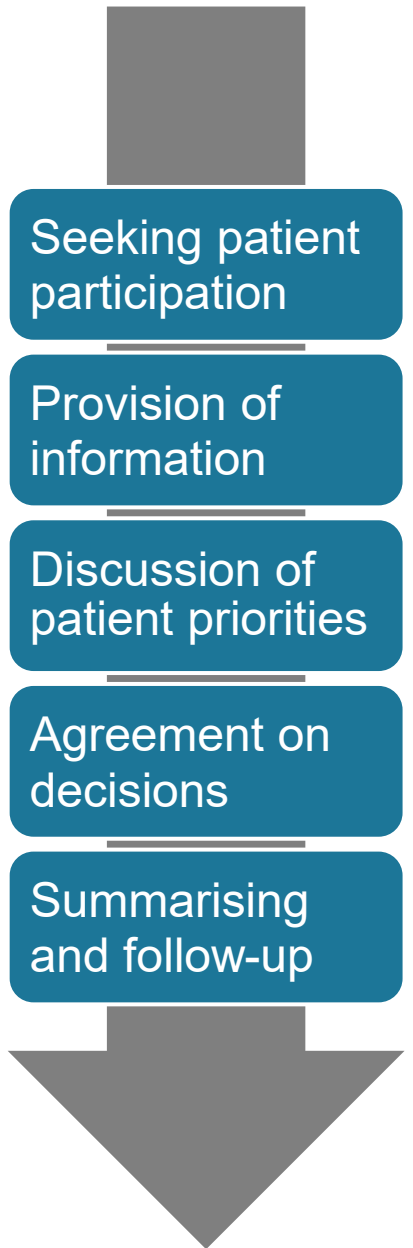 Seeking patient
participation
Provision of
information
Discussion of
patient priorities
Agreement on
decisions
Summarising
and follow-up